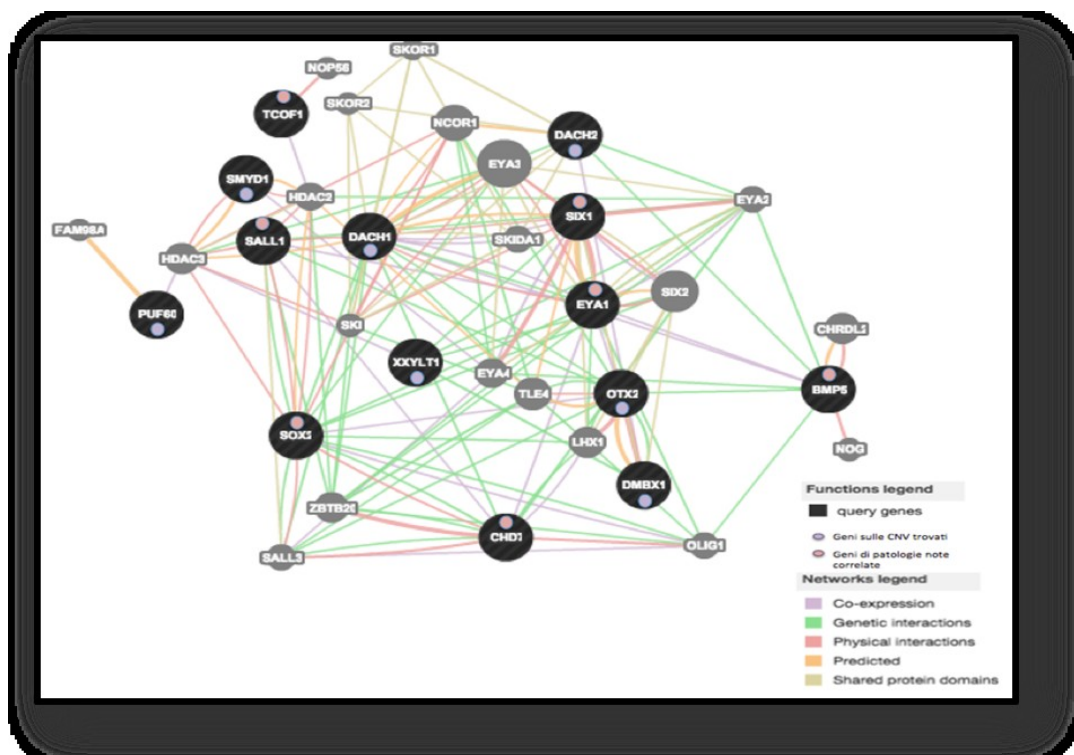 SKOR1
NOP56
SKOR2
TCOF1
NCOR1
DACH2
EYA3
SMYD1
HDAC2
EYA2
SIX1
FAM98A
SALL1
DACH1
SKIDA1
HDAC3
SIX2
EYA1
PUF60
SKI
CHRDL2
XXYLT1
EYA4
TLE4
OTX2
BMP5
SOX2
LHX1
NOG
DMBX1
ZBTB20
CHD7
SALL3
OLIG1
Functions legend
query genes
Geni sulle CNV trovati
Geni di patologie note
correlate
Networks legend
Co-expression
Genetic interactions
Physical interactions
Predicted
Shared protein domains